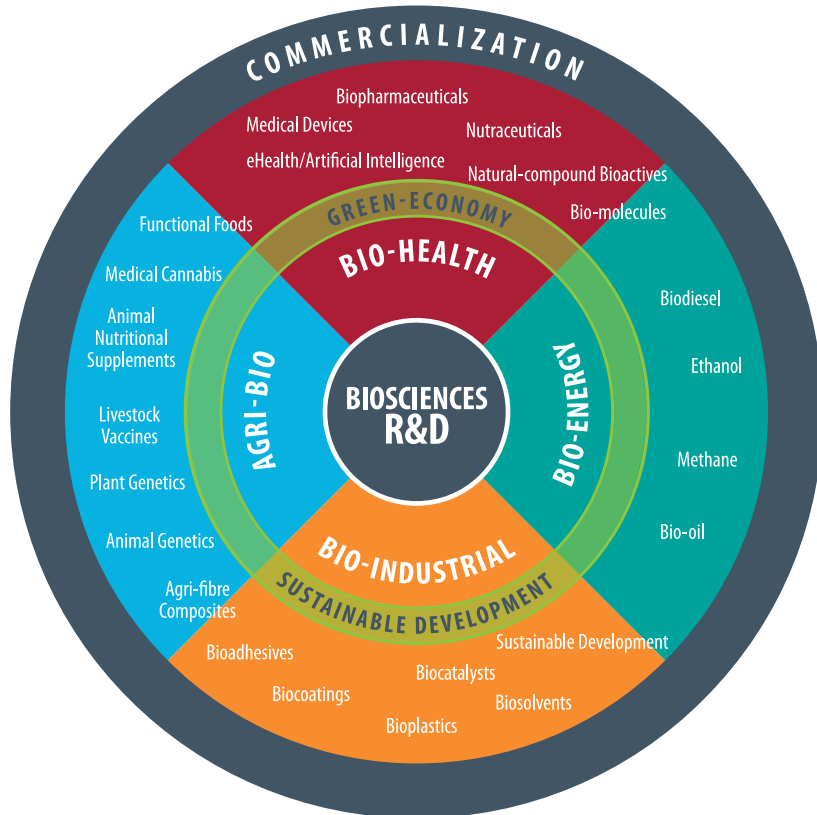 COMMERCIALIZATION
Biopharmaceuticals
Medical Devices
Nutraceuticals
eHealth/Artificial Intelligence
Natural-compound Bioactives
Bio-molecules
GREEN-ECONOMY
BIO-HEALTH
Functional Foods
Medical Cannabis
Animal
Nutritional
Supplements
Livestock
Vaccines
Plant Genetics
Animal Genetics
Agri-fibre
Composites
AGRI-BIO
BIOSCIENCES
R&D
BIO-ENERGY
Biodiesel
Ethanol
Methane
Bio-oil
BIO-INDUSTRIAL
SUSTAINABLE DEVELOPMENT
Sustainable Development
Bioadhesives
Biocatalysts
Biocoatings
Biosolvents
Bioplastics